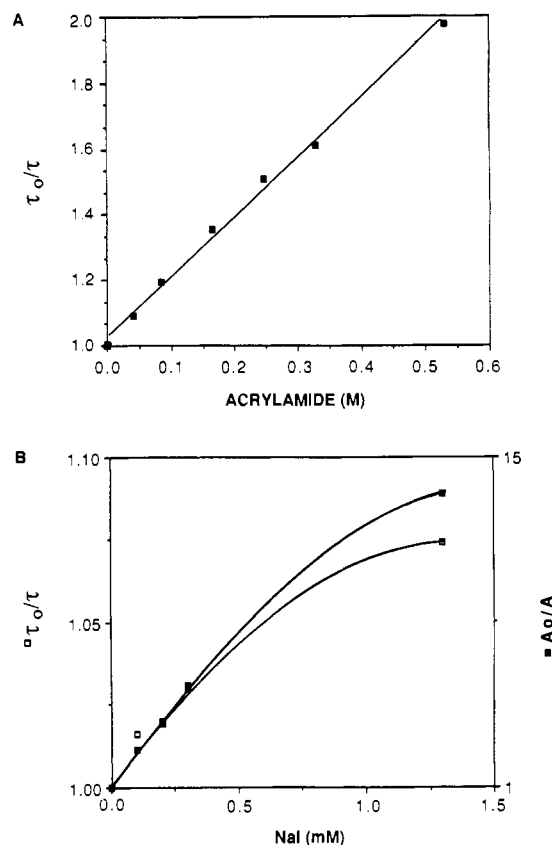 A
2.0
1.8
1.6
1.4
1.2
1.0
τo/τ
0.0 0.1 0.2 0.3 0.4 0.5 0.6
ACRYLAMIDE (M)
B
1.10
1.05
1.00
□ τo/τ
15
1
■ Ao/A
0.0 0.5 1.0 1.5
NaI (mM)